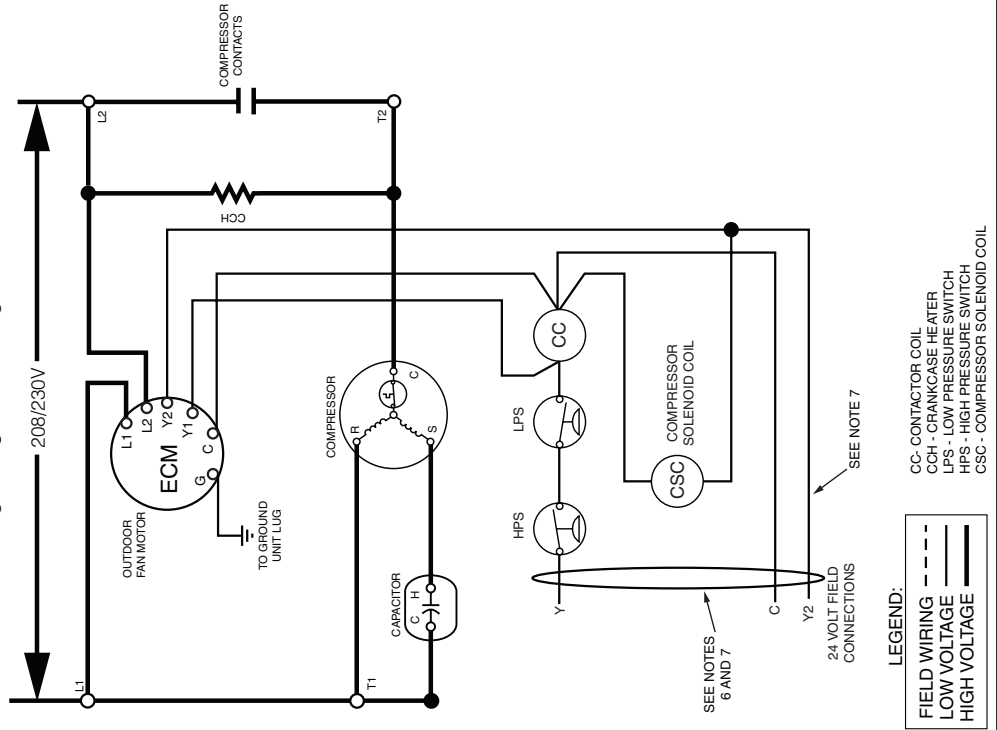 208/230V
L1
L2
COMPRESSOR
CONTACTS
T2
CCH
L1
L2
Y2
Y1
C
G
ECM
OUTDOOR
FAN MOTOR
TO GROUND
UNIT LUG
COMPRESSOR
R
S
C
CAPACITOR
C
H
T1
CC
LPS
HPS
COMPRESSOR
SOLENOID COIL
CSC
Y
C
Y2
24 VOLT FIELD
CONNECTIONS
SEE NOTES
6 AND 7
SEE NOTE 7
LEGEND:
FIELD WIRING
LOW VOLTAGE
HIGH VOLTAGE
CC- CONTACTOR COIL
CCH - CRANKCASE HEATER
LPS - LOW PRESSURE SWITCH
HPS - HIGH PRESSURE SWITCH
CSC - COMPRESSOR SOLENOID COIL